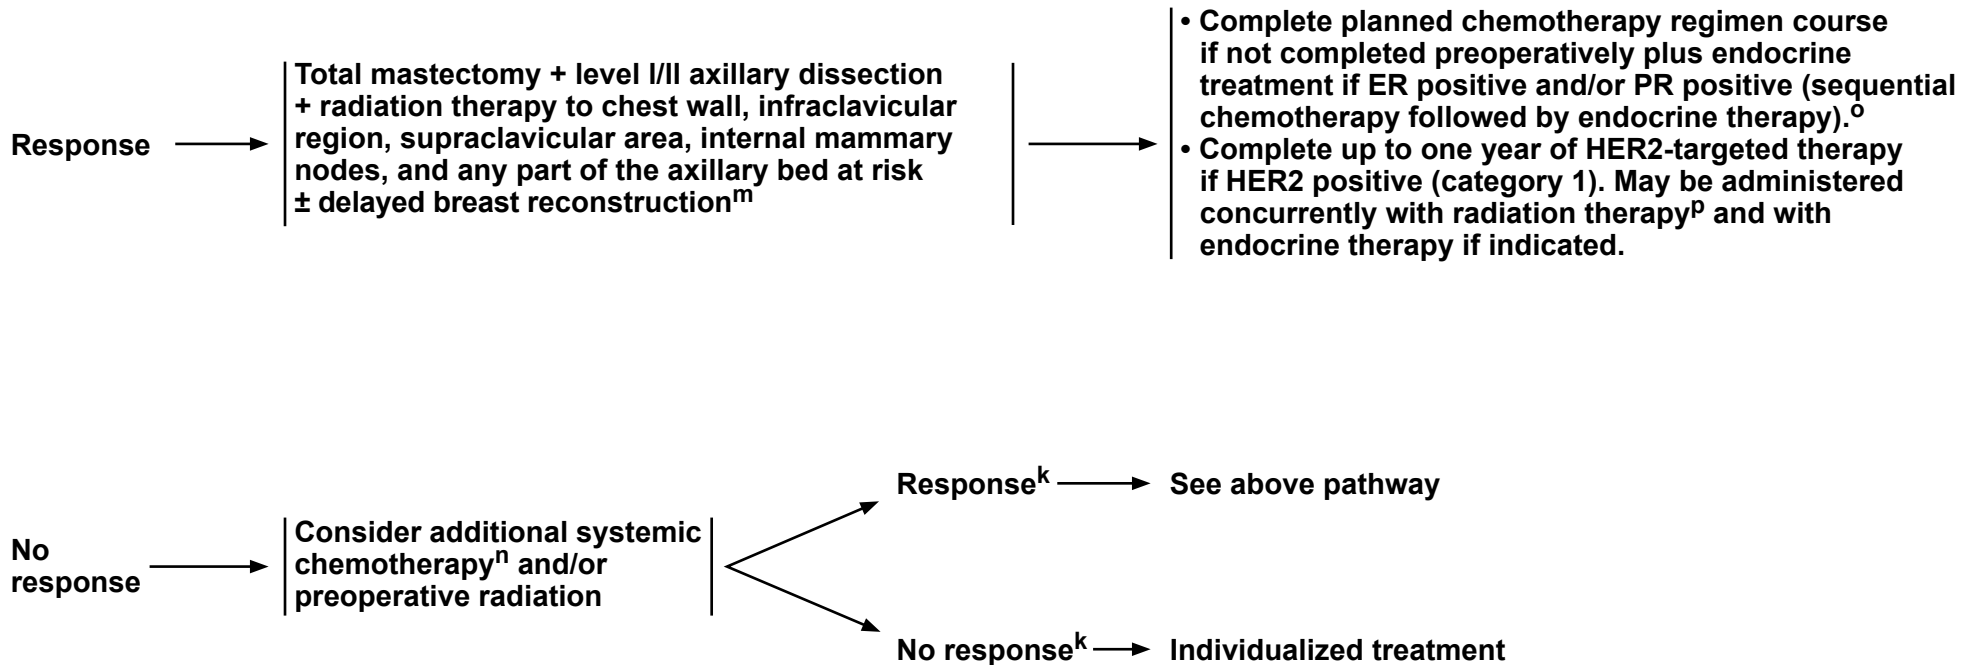 Response
Total mastectomy + level I/II axillary dissection
+ radiation therapy to chest wall, infraclavicular
region, supraclavicular area, internal mammary
nodes, and any part of the axillary bed at risk
± delayed breast reconstructionᵐ
• Complete planned chemotherapy regimen course
if not completed preoperatively plus endocrine
treatment if ER positive and/or PR positive (sequential
chemotherapy followed by endocrine therapy).ᵒ
• Complete up to one year of HER2-targeted therapy
if HER2 positive (category 1). May be administered
concurrently with radiation therapyᵖ and with
endocrine therapy if indicated.
No
response
Consider additional systemic
chemotherapyⁿ and/or
preoperative radiation
Responseᵏ
See above pathway
No responseᵏ
Individualized treatment